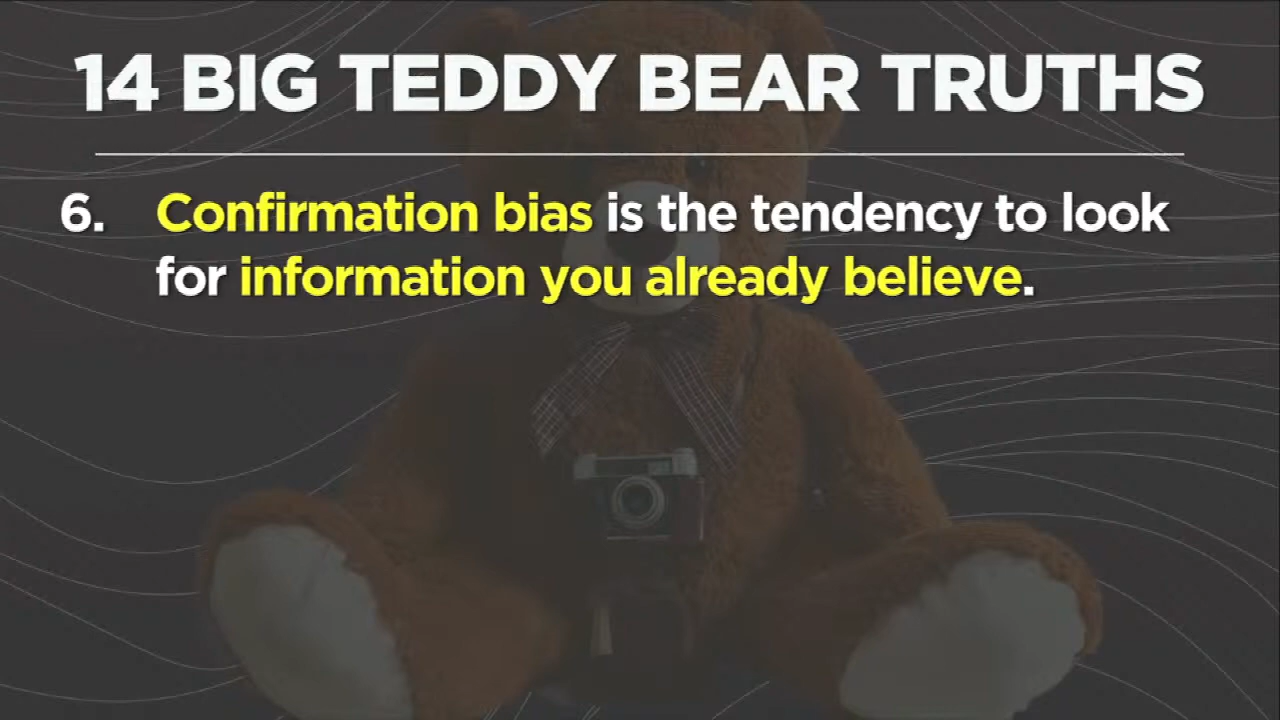 14 BIG TEDDY BEAR TRUTHS
6. Confirmation bias is the tendency to look
for information you already believe.